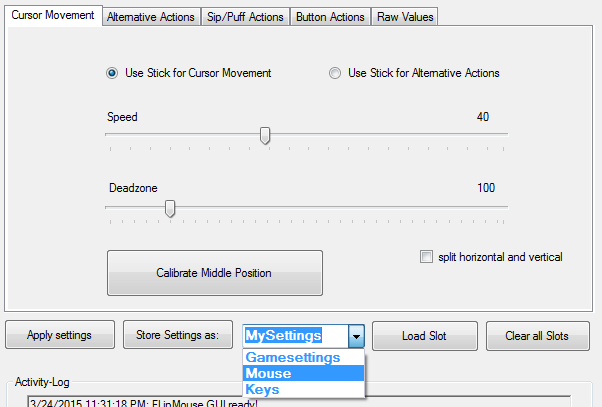 Cursor Movement Alternative Actions Sip/Puff Actions Button Actions Raw Values
Use Stick for Cursor Movement Use Stick for Alternative Actions
Speed 40
Deadzone 100
Calibrate Middle Position split horizontal and vertical
Apply settings Store Settings as: MySettings Load Slot Clear all Slots
Gamesettings
Mouse
Keys
Activity-Log
3/24/2015 11:31:18 PM: FLipMouse GUI ready!